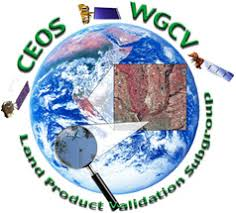 CEOS WGCV
Land Product Validation Subgroup